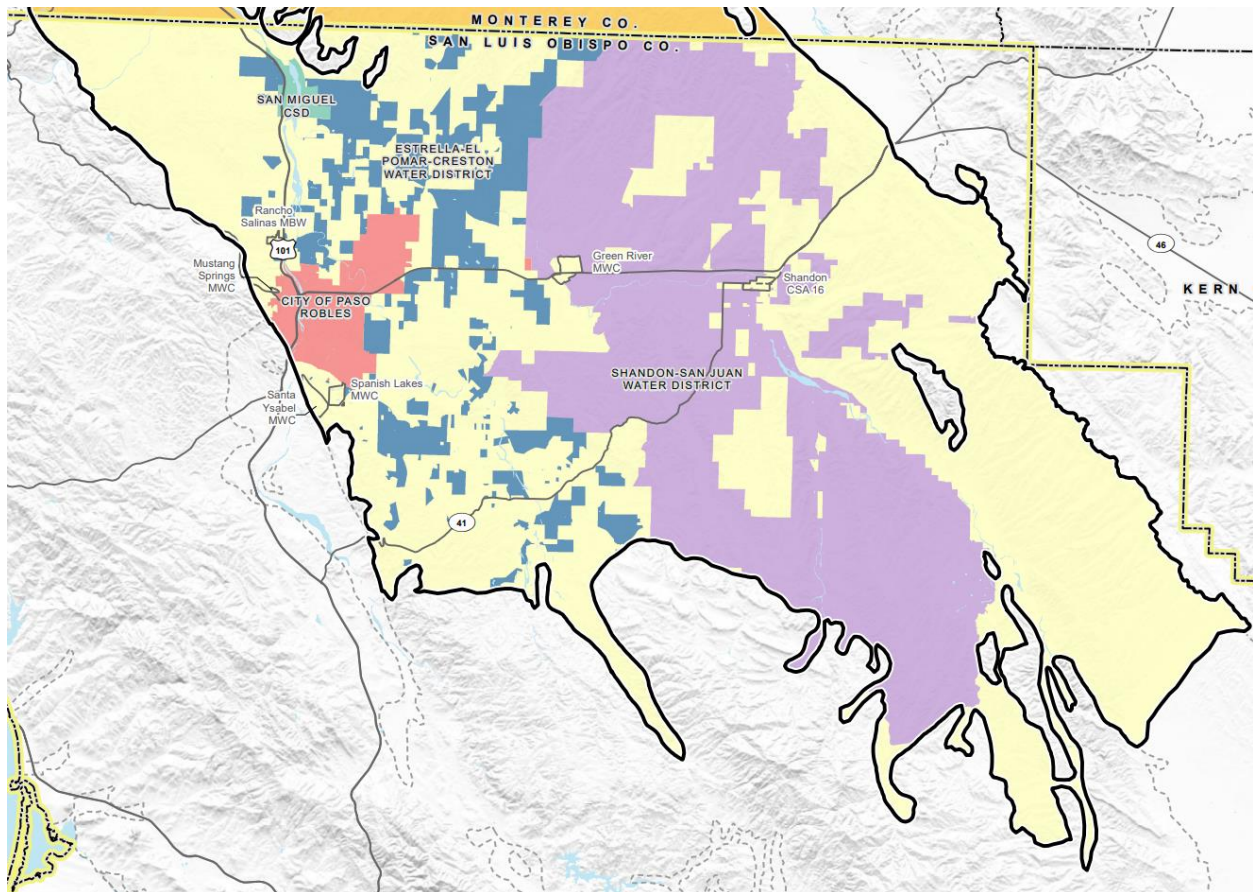 MONTEREY CO.
SAN LUIS OBISPO CO.
SAN MIGUEL
CSD
ESTRELLA-EL
POMAR-CRESTON
WATER DISTRICT
Rancho
Salinas MBW
101
46
Mustang
Springs
MWC
Green River
MWC
Shandon
CSA 16
KERN
CITY OF PASO
ROBLES
SHANDON-SAN JUAN
WATER DISTRICT
Spanish Lakes
MWC
Santa
Ysabel
MWC
41